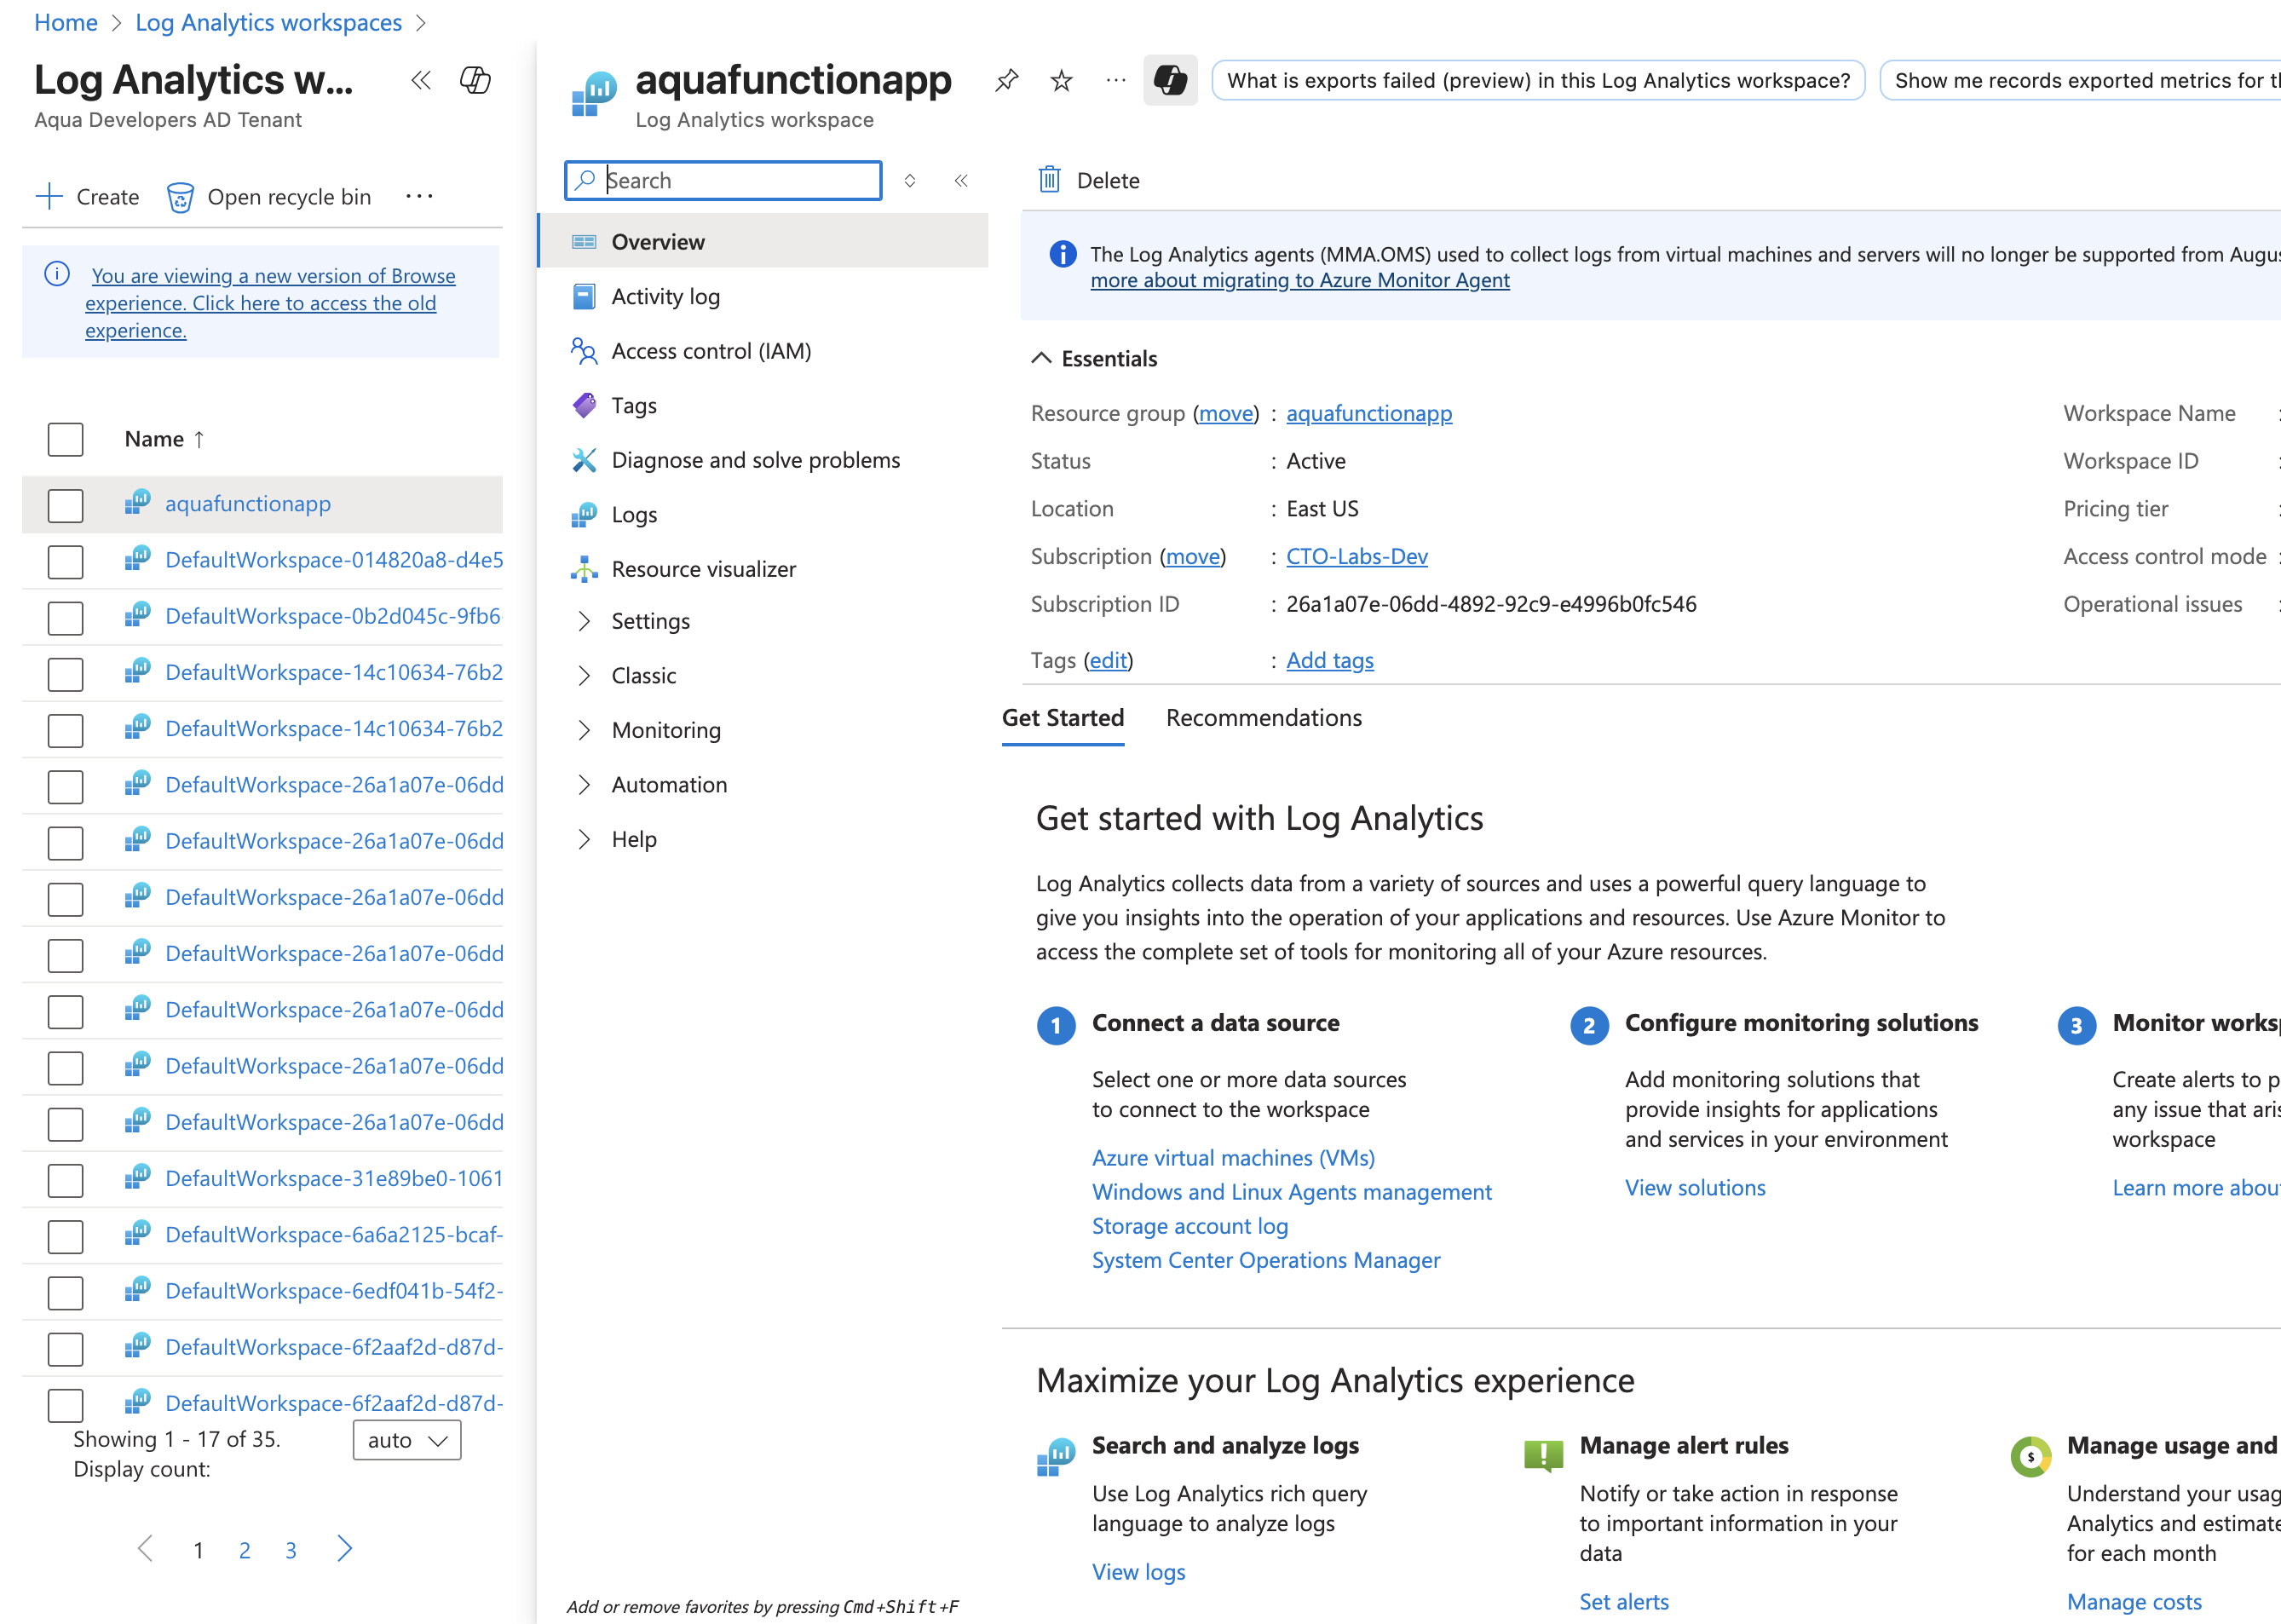 Home > Log Analytics workspaces >
Log Analytics w...
Aqua Developers AD Tenant
Create
Open recycle bin
You are viewing a new version of Browse
experience. Click here to access the old
experience.
Name ↑
aquafunctionapp
DefaultWorkspace-014820a8-d4e5
DefaultWorkspace-0b2d045c-9fb6
DefaultWorkspace-14c10634-76b2
DefaultWorkspace-14c10634-76b2
DefaultWorkspace-26a1a07e-06dd
DefaultWorkspace-26a1a07e-06dd
DefaultWorkspace-26a1a07e-06dd
DefaultWorkspace-26a1a07e-06dd
DefaultWorkspace-26a1a07e-06dd
DefaultWorkspace-26a1a07e-06dd
DefaultWorkspace-26a1a07e-06dd
DefaultWorkspace-31e89be0-1061
DefaultWorkspace-6a6a2125-bcaf-
DefaultWorkspace-6edf041b-54f2-
DefaultWorkspace-6f2aaf2d-d87d-
DefaultWorkspace-6f2aaf2d-d87d-
Showing 1 - 17 of 35.
Display count:
auto
1 2 3
aquafunctionapp
Log Analytics workspace
What is exports failed (preview) in this Log Analytics workspace?
Show me records exported metrics for
Search
Overview
Activity log
Access control (IAM)
Tags
Diagnose and solve problems
Logs
Resource visualizer
Settings
Classic
Monitoring
Automation
Help
Add or remove favorites by pressing Cmd+Shift+F
Delete
The Log Analytics agents (MMA.OMS) used to collect logs from virtual machines and servers will no longer be supported from
more about migrating to Azure Monitor Agent
Essentials
Resource group (move) : aquafunctionapp
Status : Active
Location : East US
Subscription (move) : CTO-Labs-Dev
Subscription ID : 26a1a07e-06dd-4892-92c9-e4996b0fc546
Tags (edit) : Add tags
Workspace Name :
Workspace ID :
Pricing tier :
Access control mode :
Operational issues :
Get Started
Recommendations
Get started with Log Analytics
Log Analytics collects data from a variety of sources and uses a powerful query language to
give you insights into the operation of your applications and resources. Use Azure Monitor to
access the complete set of tools for monitoring all of your Azure resources.
1 Connect a data source
Select one or more data sources
to connect to the workspace
Azure virtual machines (VMs)
Windows and Linux Agents management
Storage account log
System Center Operations Manager
2 Configure monitoring solutions
Add monitoring solutions that
provide insights for applications
and services in your environment
View solutions
3 Monitor
Create alerts to
any issue that
workspace
Learn more
Maximize your Log Analytics experience
Search and analyze logs
Use Log Analytics rich query
language to analyze logs
View logs
Manage alert rules
Notify or take action in response
to important information in your
data
Set alerts
Manage usage and
Understand your
Analytics and
for each month
Manage costs